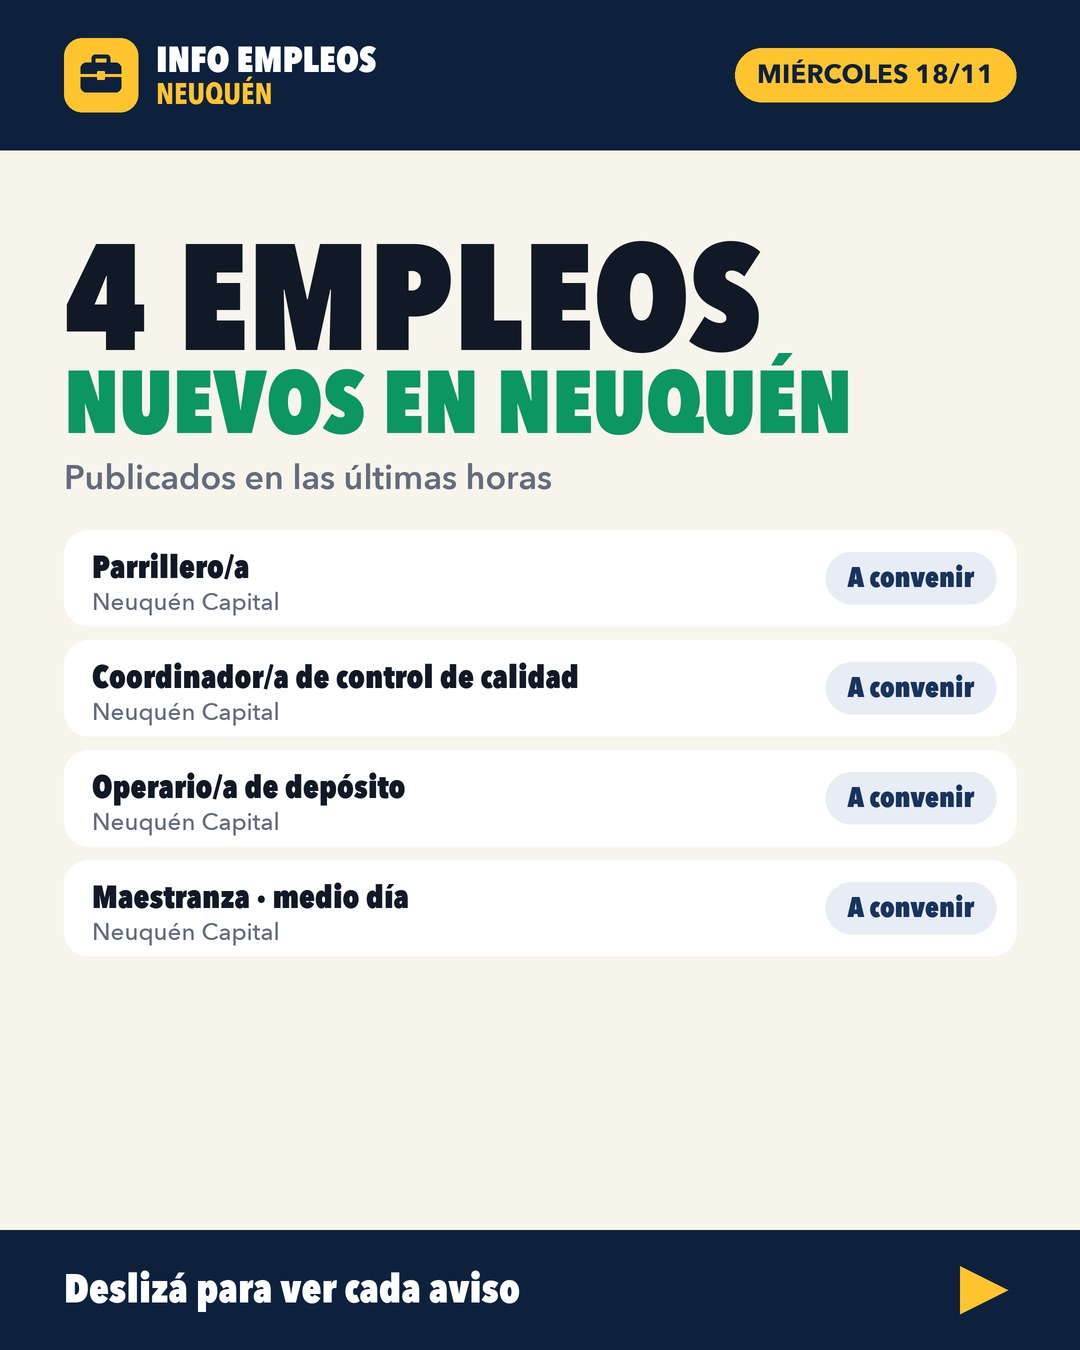 INFO EMPLEOS
NEUQUÉN
MIÉRCOLES 18/11
4 EMPLEOS
NUEVOS EN NEUQUÉN
Publicados en las últimas horas
Parrillero/a
Neuquén Capital
A convenir
Coordinador/a de control de calidad
Neuquén Capital
A convenir
Operario/a de depósito
Neuquén Capital
A convenir
Maestranza · medio día
Neuquén Capital
A convenir
Deslizá para ver cada aviso